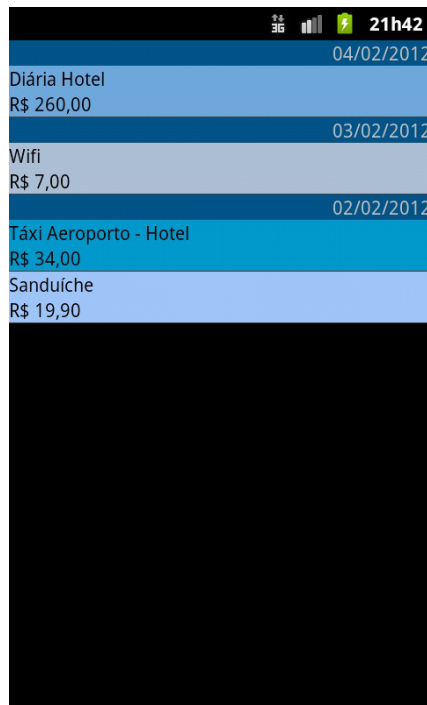 3G 21h42
04/02/2012
Diária Hotel
R$ 260,00
03/02/2012
Wifi
R$ 7,00
02/02/2012
Táxi Aeroporto - Hotel
R$ 34,00
Sanduíche
R$ 19,90